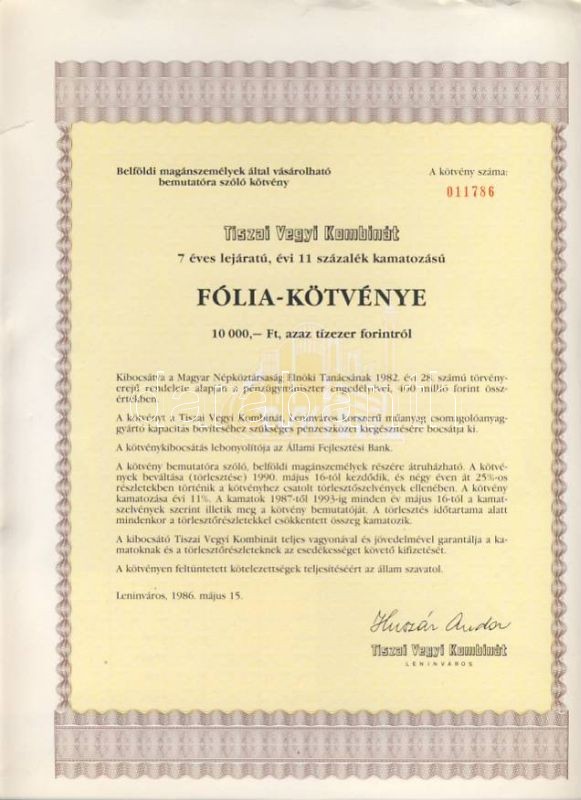 Belföldi magánszemélyek által vásárolható
bemutatóra szóló kötvény
A kötvény száma:
011786
Tiszai Vegyi Kombinát
7 éves lejáratú, évi 11 százalék kamatozású
FÓLIA-KÖTVÉNYE
10 000,— Ft, azaz tízezer forintról
Kibocsátva a Magyar Népköztársaság Elnöki Tanácsának 1982. évi 28. számú törvény-
erejű rendelete alapján a pénzügyminiszter engedélyével, millió forint össz-
értékben.
A kötvényt a Tiszai Vegyi Kombinát, Leninváros korszerű műanyag csomagolóanyag-
gyártó kapacitás bővítéséhez szükséges pénzeszközei kiegészítésére bocsátja ki.
A kötvénykibocsátás lebonyolítója az Állami Fejlesztési Bank.
A kötvény bemutatóra szóló, belföldi magánszemélyek részére átruházható. A kötvé-
nyek beváltása (törlesztése) 1990. május 16-tól kezdődik, és négy éven át 25%-os
részletekben történik a kötvényhez csatolt törlesztőszelvények ellenében. A kötvény
kamatozása évi 11%. A kamatok 1987-től 1993-ig minden év május 16-tól a kamat-
szelvények szerint illetik meg a kötvény bemutatóját. A törlesztés időtartama alatt
mindenkor a törlesztőrészletekkel csökkentett összeg kamatozik.
A kibocsátó Tiszai Vegyi Kombinát teljes vagyonával és jövedelmével garantálja a ka-
matoknak és a törlesztőrészleteknek az esedékességet követő kifizetését.
A kötvényen feltüntetett kötelezettségek teljesítéséért az állam szavatol.
Leninváros, 1986. május 15.
Huszár Andor
Tiszai Vegyi Kombinát
LENINVÁROS